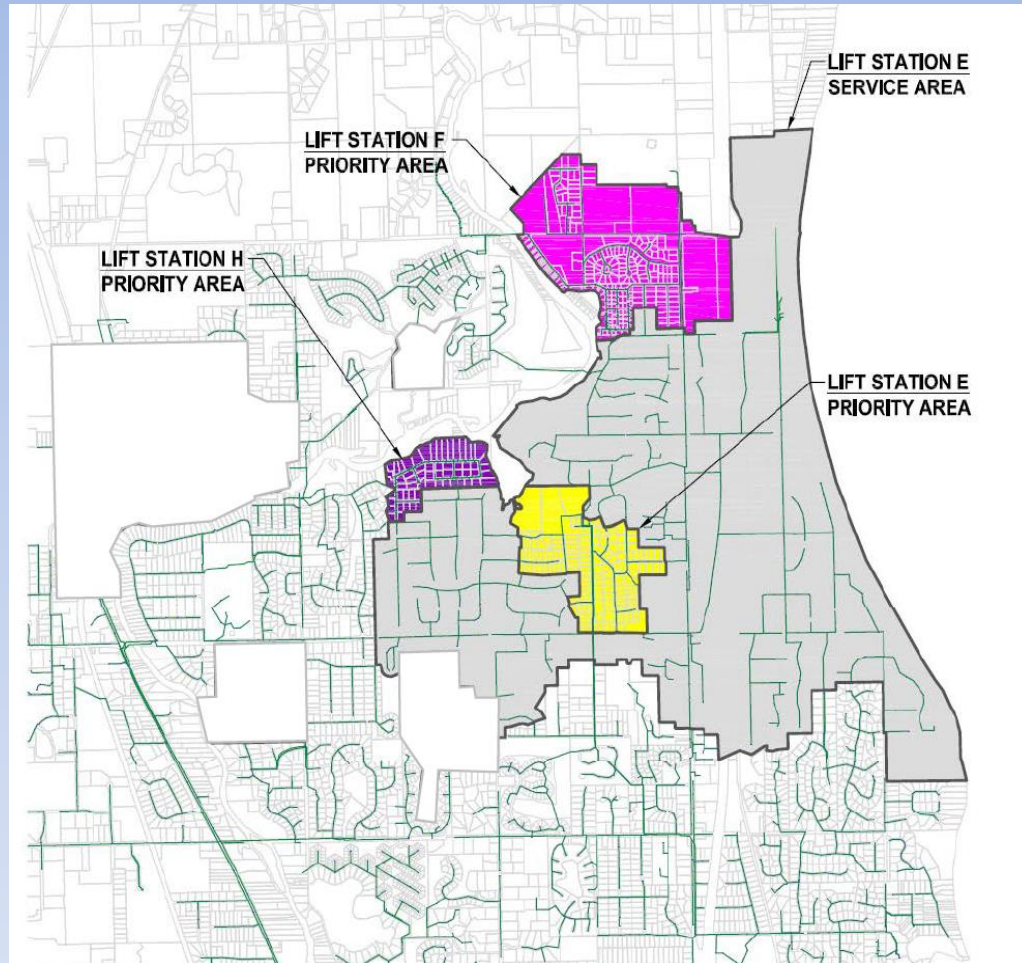 LIFT STATION E
SERVICE AREA
LIFT STATION F
PRIORITY AREA
LIFT STATION H
PRIORITY AREA
LIFT STATION E
PRIORITY AREA